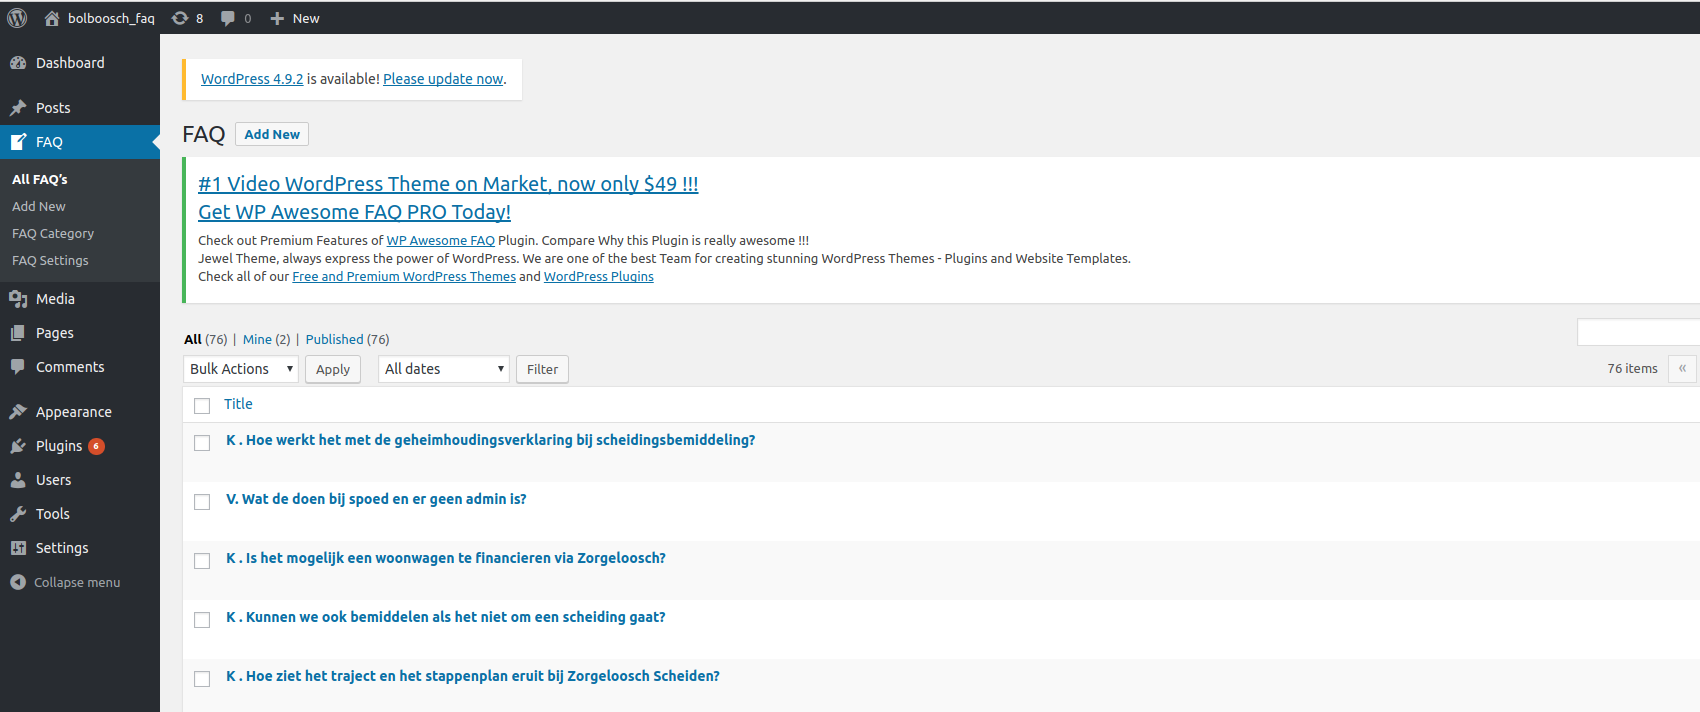 bolboosch_faq 8 0 New
Dashboard
Posts
FAQ
All FAQ's
Add New
FAQ Category
FAQ Settings
Media
Pages
Comments
Appearance
Plugins 6
Users
Tools
Settings
Collapse menu
WordPress 4.9.2 is available! Please update now.
FAQ Add New
#1 Video WordPress Theme on Market, now only $49 !!!
Get WP Awesome FAQ PRO Today!
Check out Premium Features of WP Awesome FAQ Plugin. Compare Why this Plugin is really awesome !!!
Jewel Theme, always express the power of WordPress. We are one of the best Team for creating stunning WordPress Themes - Plugins and Website Templates.
Check all of our Free and Premium WordPress Themes and WordPress Plugins
All (76) | Mine (2) | Published (76)
Bulk Actions Apply All dates Filter 76 items «
Title
K . Hoe werkt het met de geheimhoudingsverklaring bij scheidingsbemiddeling?
V. Wat de doen bij spoed en er geen admin is?
K . Is het mogelijk een woonwagen te financieren via Zorgeloosch?
K . Kunnen we ook bemiddelen als het niet om een scheiding gaat?
K . Hoe ziet het traject en het stappenplan eruit bij Zorgeloosch Scheiden?